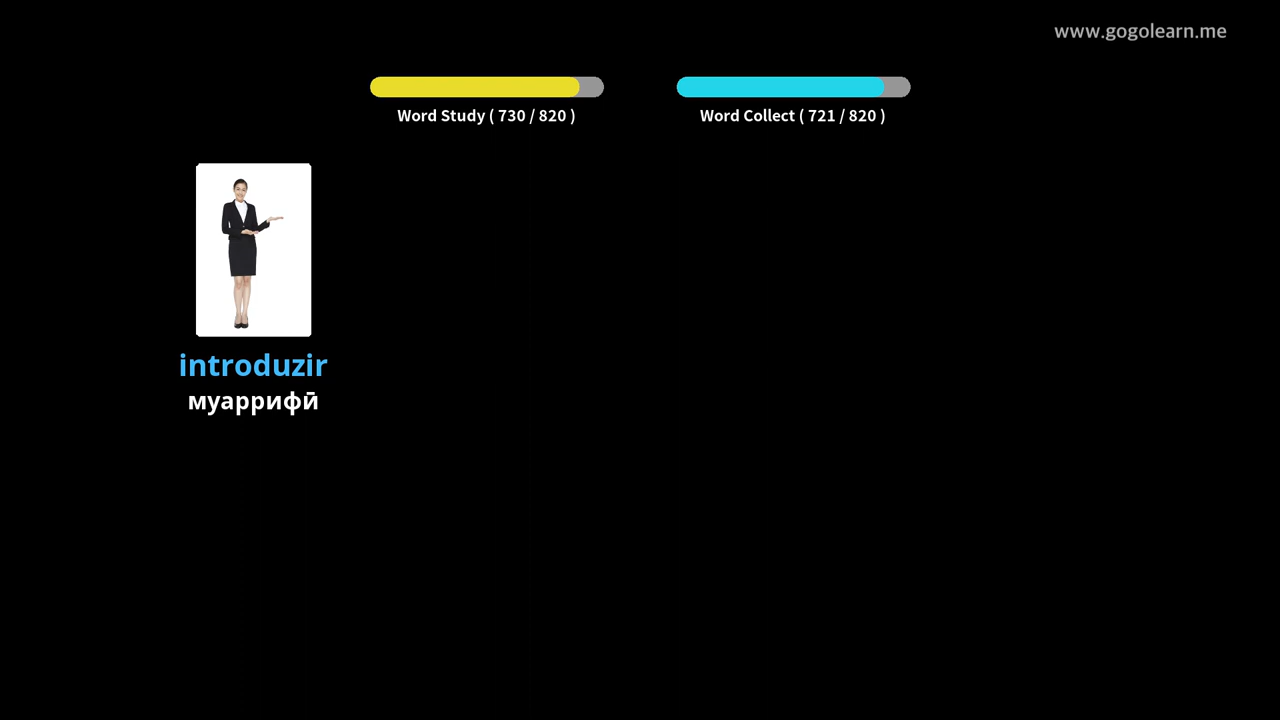 www.gogolearn.me
Word Study ( 730 / 820 )
Word Collect ( 721 / 820 )
introduzir
муаррифӣ